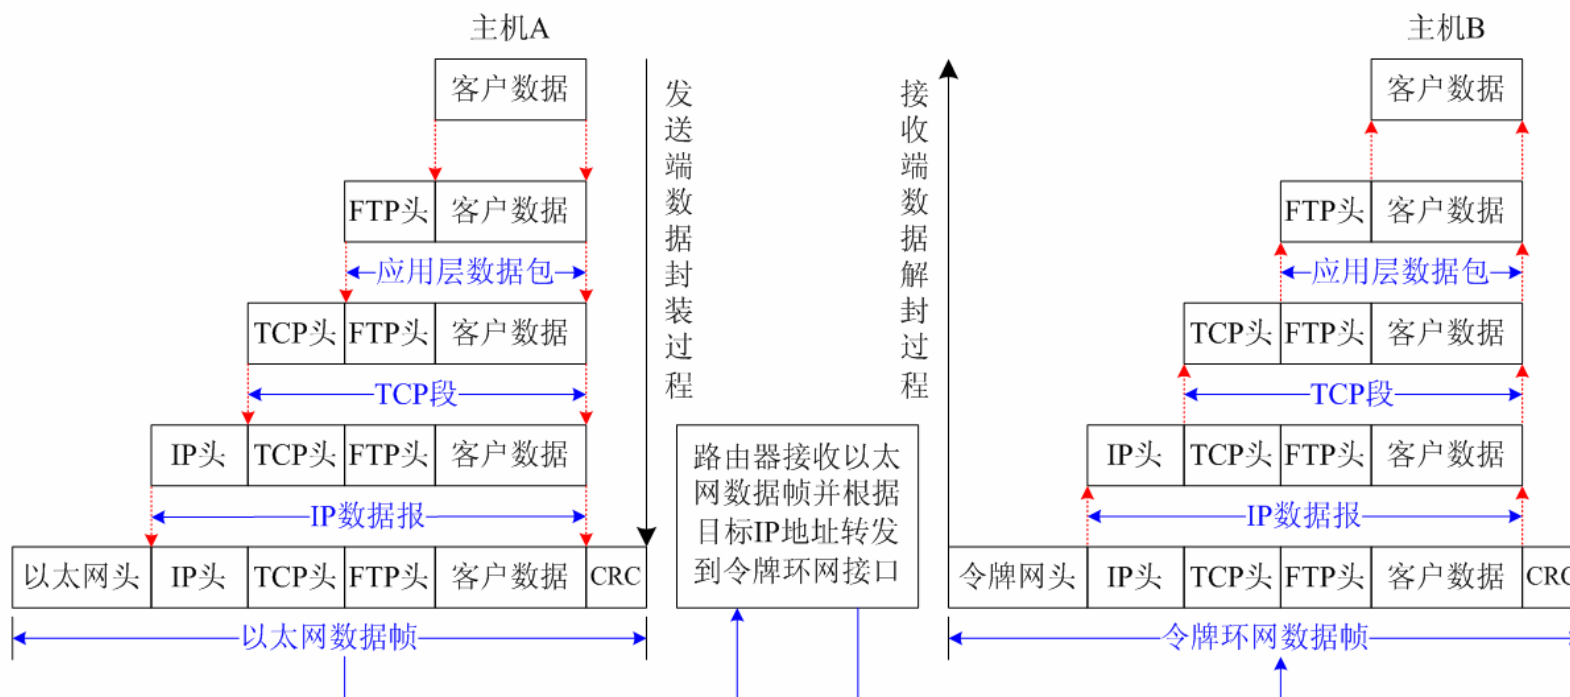 主机A
客户数据
FTP头 客户数据
应用层数据包
TCP头 FTP头 客户数据
TCP段
IP头 TCP头 FTP头 客户数据
IP数据报
以太网头 IP头 TCP头 FTP头 客户数据 CRC
以太网数据帧
发送端数据封装过程
路由器接收以太
网数据帧并根据
目标IP地址转发
到令牌环网接口
接收端数据解封过程
主机B
客户数据
FTP头 客户数据
应用层数据包
TCP头 FTP头 客户数据
TCP段
IP头 TCP头 FTP头 客户数据
IP数据报
令牌网头 IP头 TCP头 FTP头 客户数据 CRC
令牌环网数据帧